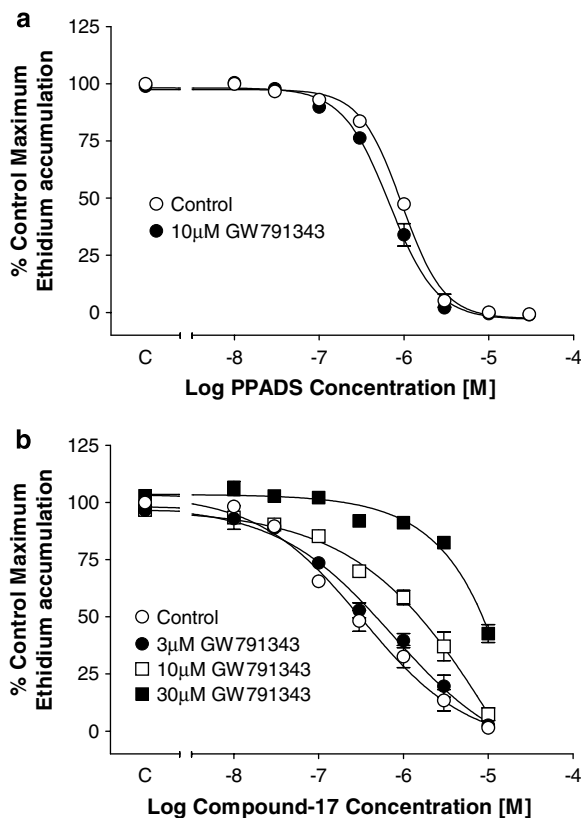 a
% Control Maximum
Ethidium accumulation
125
100
75
50
25
0
Control
10μM GW791343
C
-8
-7
-6
-5
-4
Log PPADS Concentration [M]
b
% Control Maximum
Ethidium accumulation
125
100
75
50
25
0
Control
3μM GW791343
10μM GW791343
30μM GW791343
C
-8
-7
-6
-5
-4
Log Compound-17 Concentration [M]